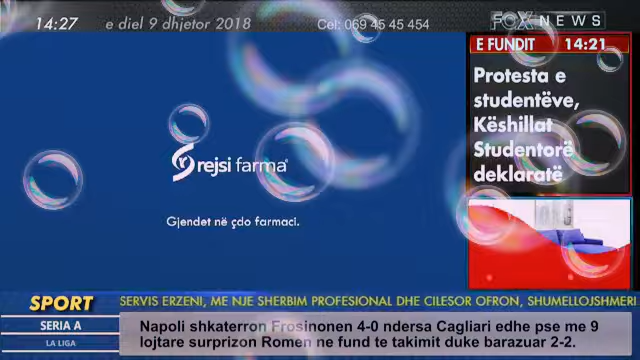 14:27 e diel 9 dhjetor 2018 Cel: 069 45 45 454 FOX NEWS
E FUNDIT 14:21
Protesta e
studentëve,
Këshillat
Studentorë
deklaratë
rejsi farma
Gjendet në çdo farmaci.
SPORT SERVIS ERZENI, ME NJE SHERBIM PROFESIONAL DHE CILESOR OFRON, SHUMELLOJSHMERI
SERIA A
LA LIGA
Napoli shkaterron Frosinonen 4-0 ndersa Cagliari edhe pse me 9
lojtare surprizon Romen ne fund te takimit duke barazuar 2-2.